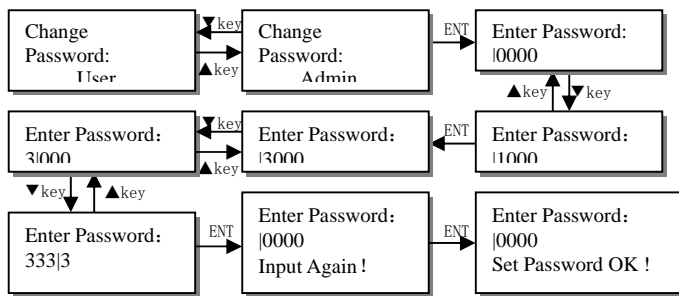 Change
Password:
User
▼key
▲key
Change
Password:
Admin
ENT
Enter Password:
|0000
▲key
▼key
Enter Password：
3|000
▼key
▲key
Enter Password：
|3000
ENT
Enter Password：
|1000
▼key
▲key
Enter Password：
333|3
ENT
Enter Password：
|0000
Input Again！
ENT
Enter Password：
|0000
Set Password OK！